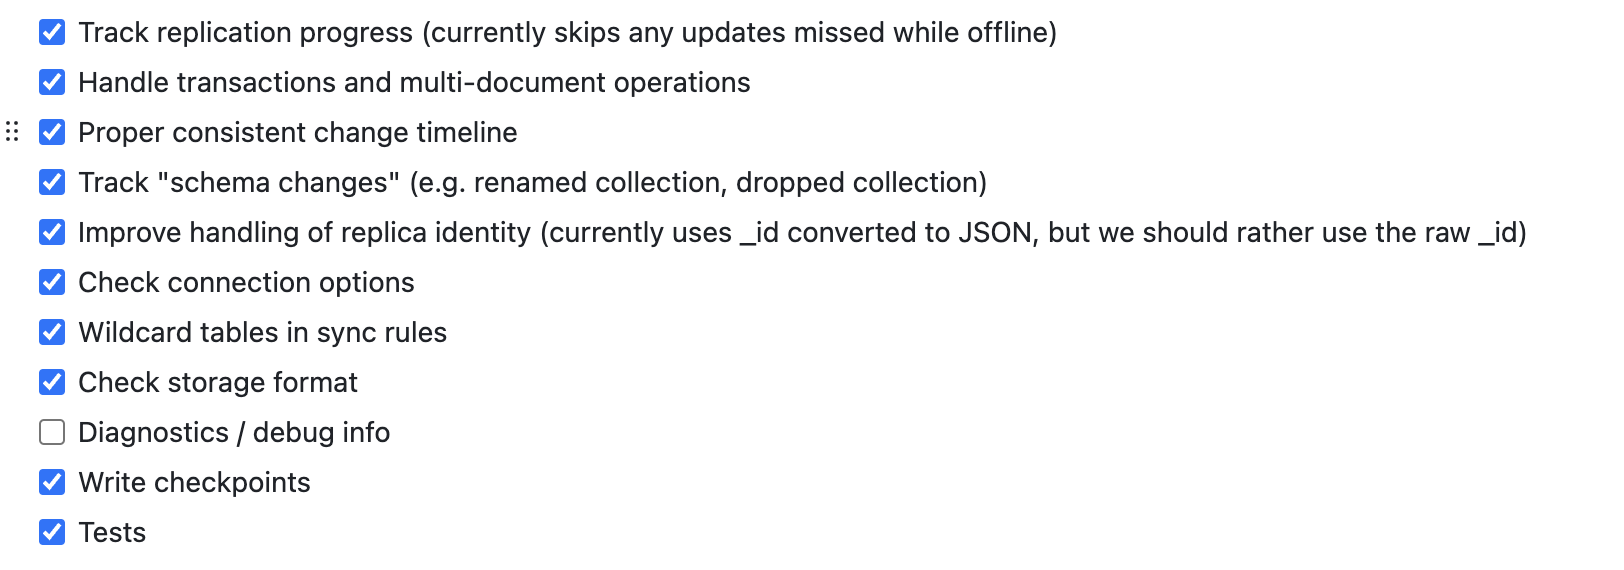 Track replication progress (currently skips any updates missed while offline)
Handle transactions and multi-document operations
Proper consistent change timeline
Track "schema changes" (e.g. renamed collection, dropped collection)
Improve handling of replica identity (currently uses _id converted to JSON, but we should rather use the raw _id)
Check connection options
Wildcard tables in sync rules
Check storage format
Diagnostics / debug info
Write checkpoints
Tests